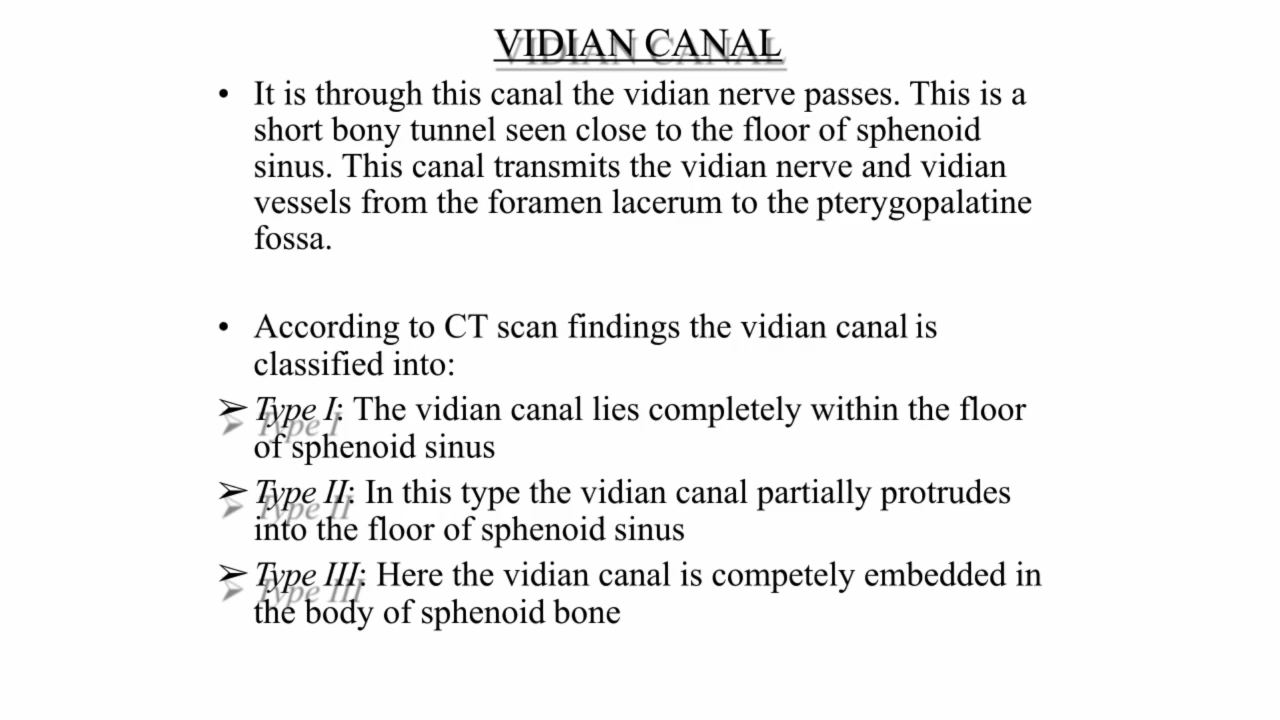 VIDIAN CANAL
• It is through this canal the vidian nerve passes. This is a
short bony tunnel seen close to the floor of sphenoid
sinus. This canal transmits the vidian nerve and vidian
vessels from the foramen lacerum to the pterygopalatine
fossa.
• According to CT scan findings the vidian canal is
classified into:
➢ Type I: The vidian canal lies completely within the floor
of sphenoid sinus
➢ Type II: In this type the vidian canal partially protrudes
into the floor of sphenoid sinus
➢ Type III: Here the vidian canal is competely embedded in
the body of sphenoid bone